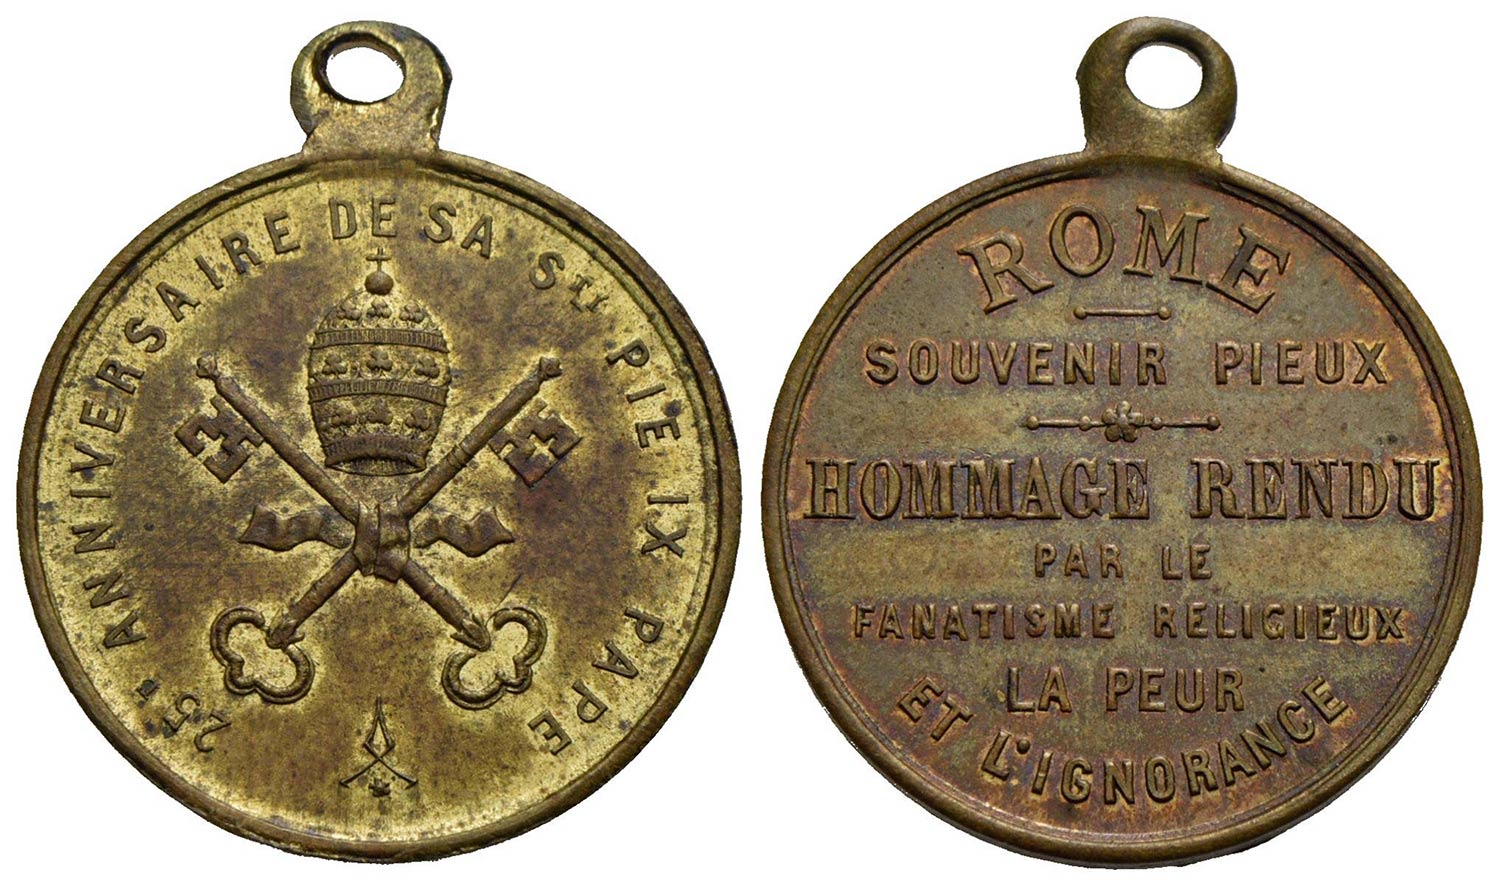 25E ANNIVERSAIRE DE SA STÉ PIE IX PAPE
ROME
SOUVENIR PIEUX
HOMMAGE RENDU
PAR LE
FANATISME RELIGIEUX
LA PEUR
ET L'IGNORANCE